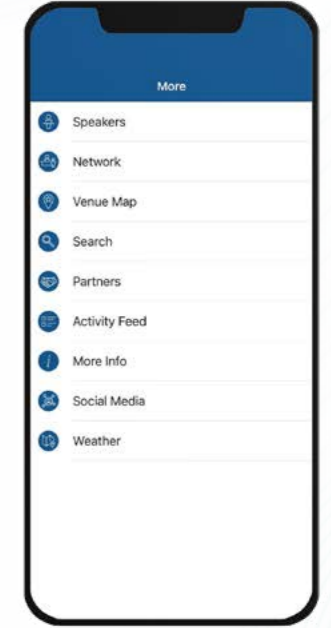 More
Speakers
Network
Venue Map
Search
Partners
Activity Feed
More Info
Social Media
Weather